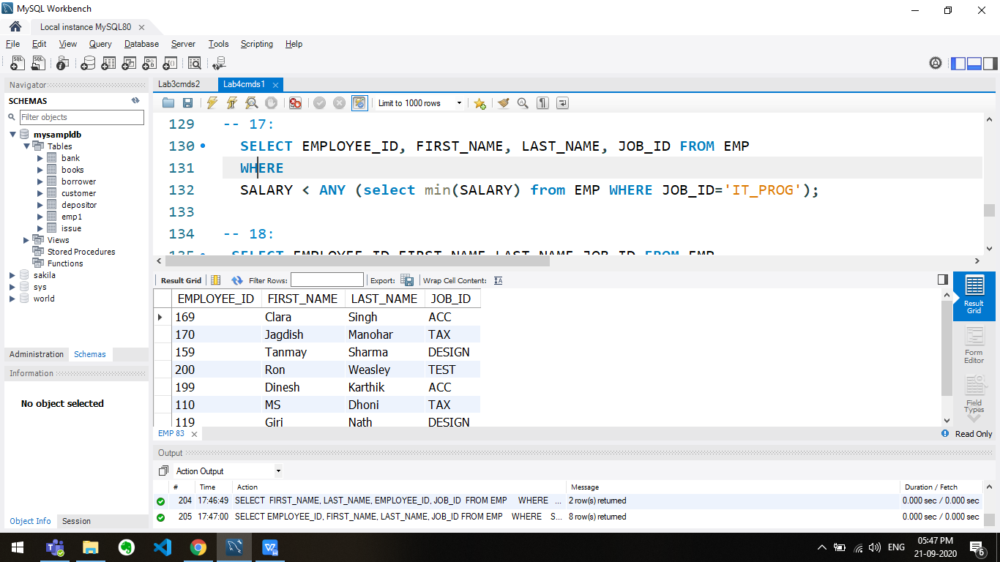 MySQL Workbench
Local instance MySQL80
File Edit View Query Database Server Tools Scripting Help
Navigator
SCHEMAS
Filter objects
mysampldb
Tables
bank
books
borrower
customer
depositor
emp1
issue
Views
Stored Procedures
Functions
sakila
sys
world
Administration Schemas
Information
No object selected
Object Info Session
Lab3cmds2 Lab4cmds1
Limit to 1000 rows
129 -- 17:
130 SELECT EMPLOYEE_ID, FIRST_NAME, LAST_NAME, JOB_ID FROM EMP
131 WHERE
132 SALARY < ANY (select min(SALARY) from EMP WHERE JOB_ID='IT_PROG');
133
134 -- 18:
135 SELECT EMPLOYEE_ID,FIRST_NAME,LAST_NAME,JOB_ID FROM EMP
Result Grid Filter Rows: Export: Wrap Cell Content:
EMPLOYEE_ID FIRST_NAME LAST_NAME JOB_ID
169 Clara Singh ACC
170 Jagdish Manohar TAX
159 Tanmay Sharma DESIGN
200 Ron Weasley TEST
199 Dinesh Karthik ACC
110 MS Dhoni TAX
119 Giri Nath DESIGN
Result Grid
Form Editor
Field Types
EMP 83
Read Only
Output
Action Output
# Time Action Message Duration / Fetch
204 17:46:49 SELECT FIRST_NAME, LAST_NAME, EMPLOYEE_ID, JOB_ID FROM EMP WHERE ... 2 row(s) returned 0.000 sec / 0.000 sec
205 17:47:00 SELECT EMPLOYEE_ID, FIRST_NAME, LAST_NAME, JOB_ID FROM EMP WHERE S... 8 row(s) returned 0.000 sec / 0.000 sec
ENG
05:47 PM
21-09-2020
6